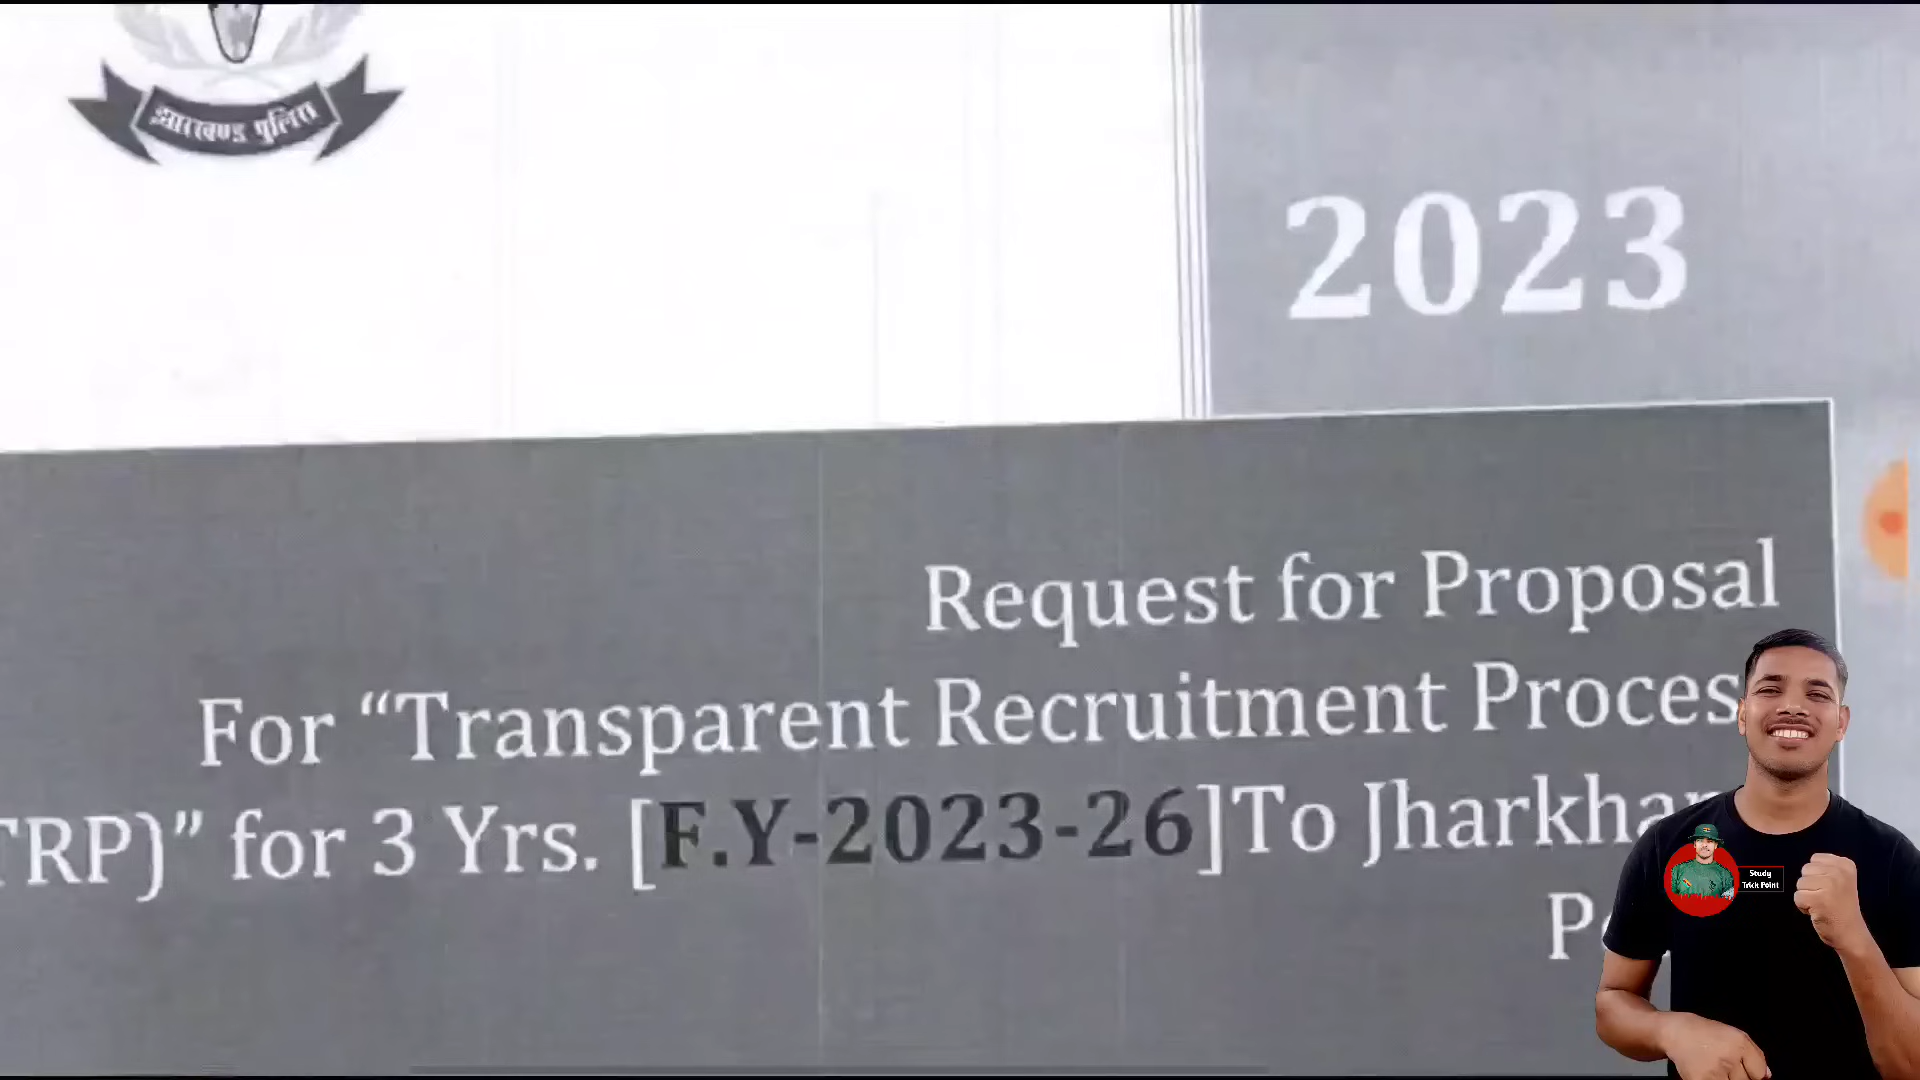 झारखण्ड पुलिस
2023
Request for Proposal
For “Transparent Recruitment Proces
TRP)” for 3 Yrs. [F.Y-2023-26]To Jharkhan
Study
Trick Point